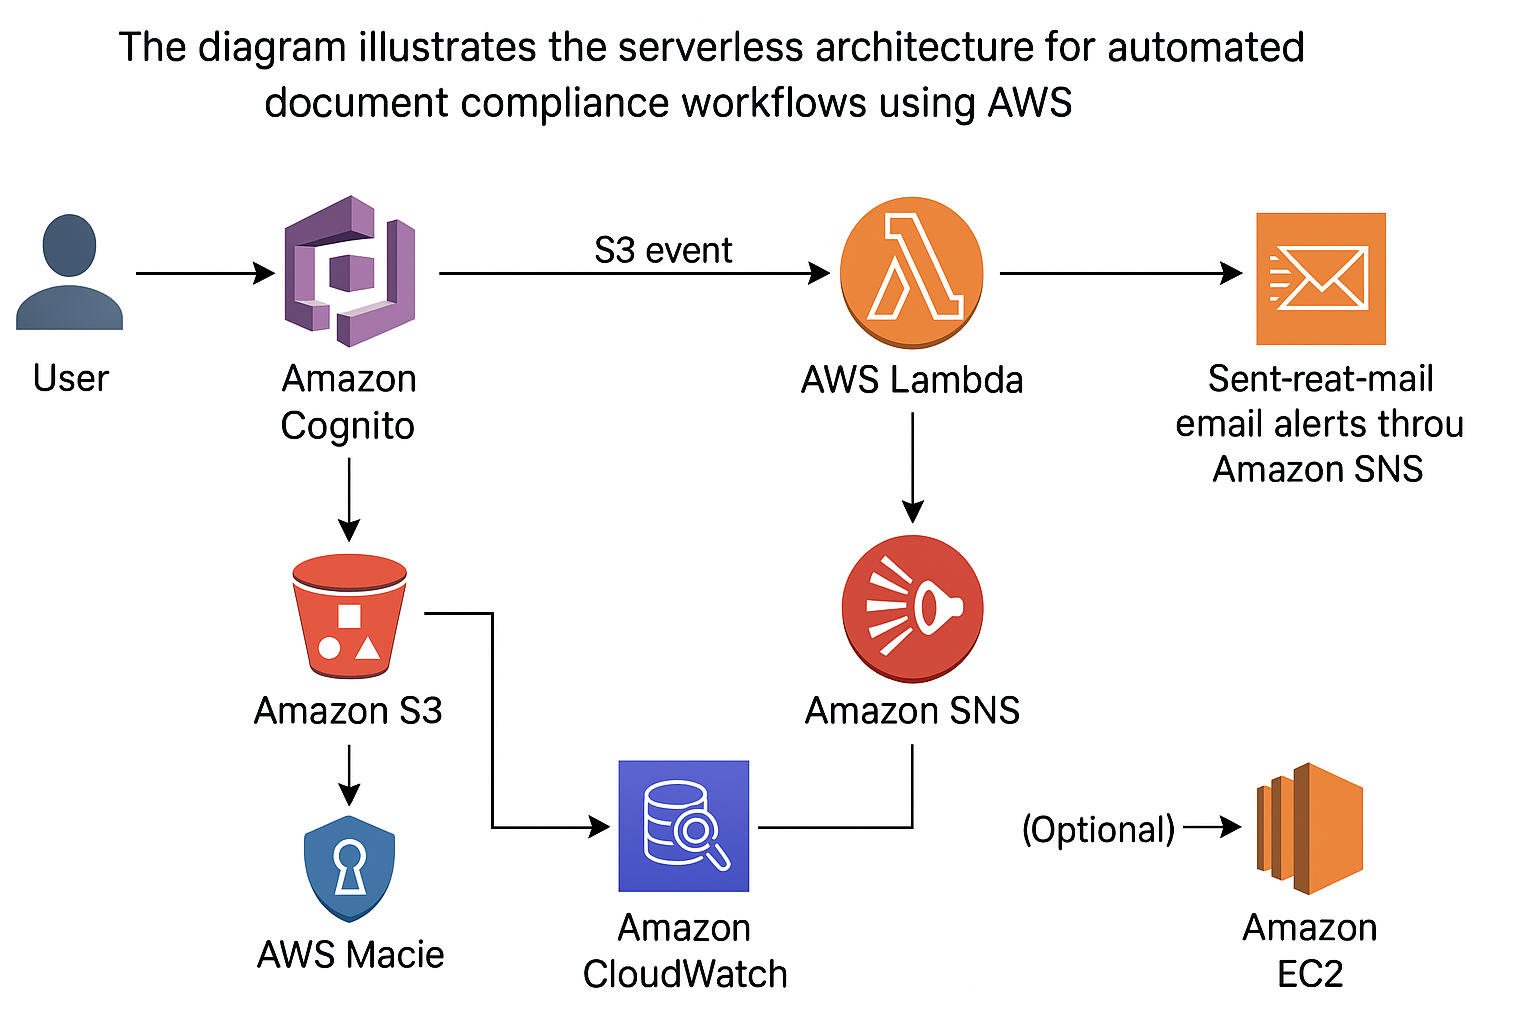 The diagram illustrates the serverless architecture for automated
document compliance workflows using AWS
S3 event
User
Amazon
Cognito
AWS Lambda
Sent-reat-mail
email alerts throu
Amazon SNS
Amazon S3
Amazon SNS
(Optional)
AWS Macie
Amazon
CloudWatch
Amazon
EC2